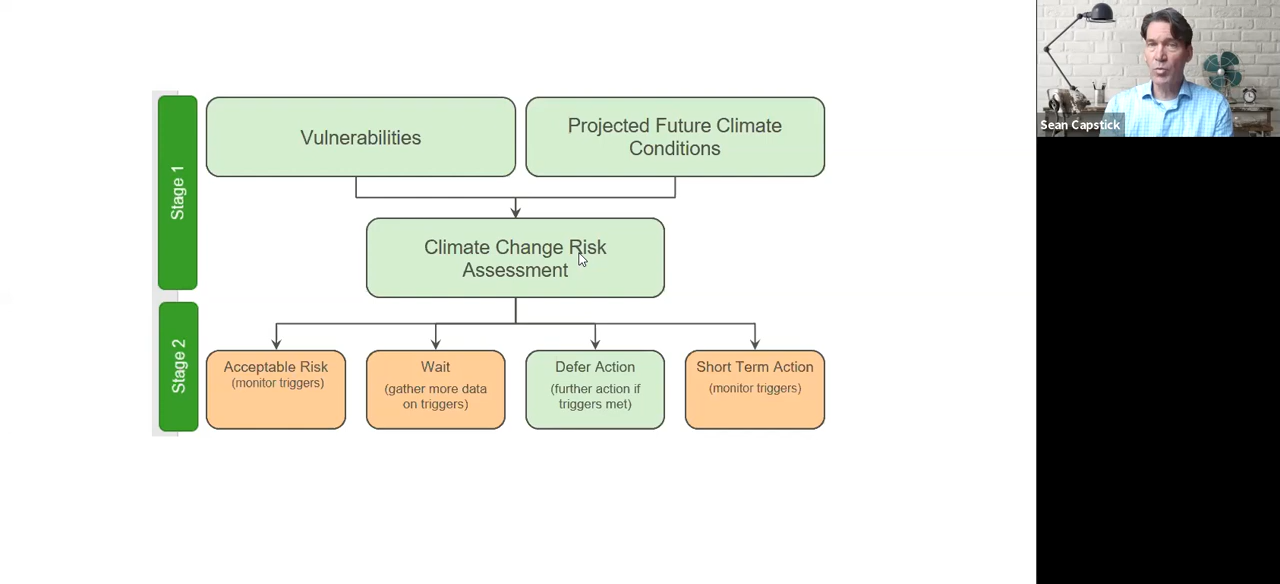 Stage 1
Vulnerabilities
Projected Future Climate
Conditions
Climate Change Risk
Assessment
Stage 2
Acceptable Risk
(monitor triggers)
Wait
(gather more data
on triggers)
Defer Action
(further action if
triggers met)
Short Term Action
(monitor triggers)
Sean Capstick